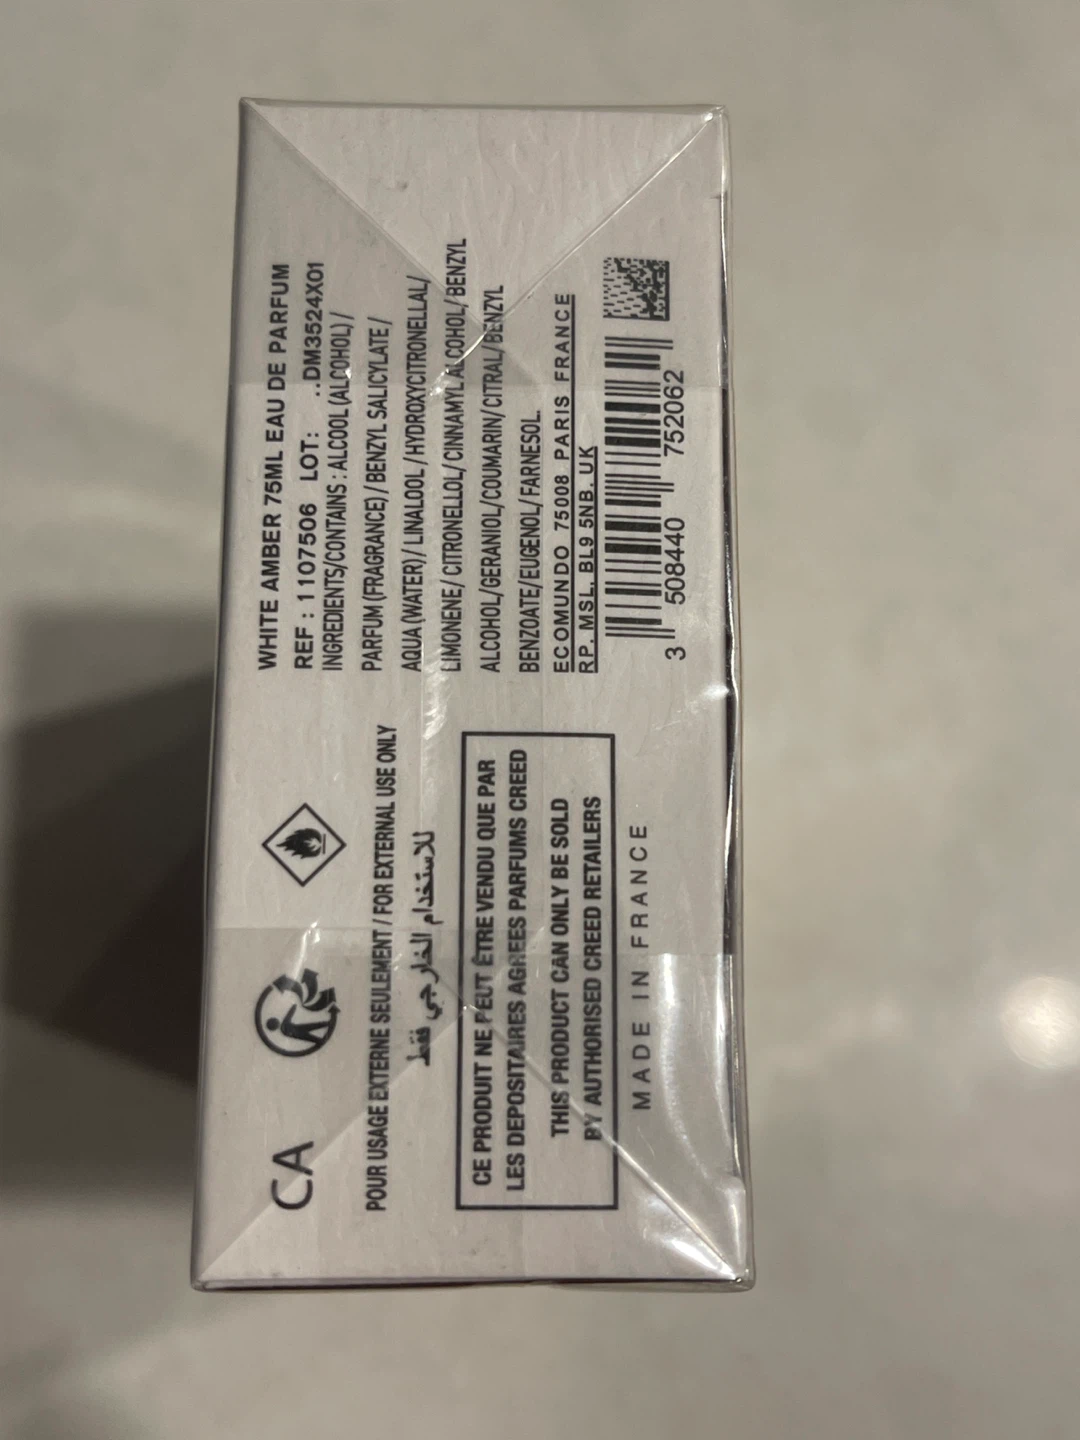 WHITE AMBER 75ML EAU DE PARFUM
REF : 1107506 LOT: ..DM3524X01
INGREDIENTS/CONTAINS : ALCOOL (ALCOHOL) /
PARFUM (FRAGRANCE) / BENZYL SALICYLATE /
AQUA (WATER) / LINALOOL / HYDROXYCITRONELLAL/
LIMONENE/ CITRONELLOL/ CINNAMYL ALCOHOL/ BENZYL
ALCOHOL/GERANIOL/COUMARIN/CITRAL/BENZYL
BENZOATE/EUGENOL/FARNESOL.
ECOMUNDO 75008 PARIS FRANCE
RP. MSL. BL9 5NB. UK
3 508440 752062
CA
POUR USAGE EXTERNE SEULEMENT / FOR EXTERNAL USE ONLY
للاستخدام الخارجي فقط
CE PRODUIT NE PEUT ÊTRE VENDU QUE PAR
LES DEPOSITAIRES AGREES PARFUMS CREED
THIS PRODUCT CAN ONLY BE SOLD
BY AUTHORISED CREED RETAILERS
MADE IN FRANCE